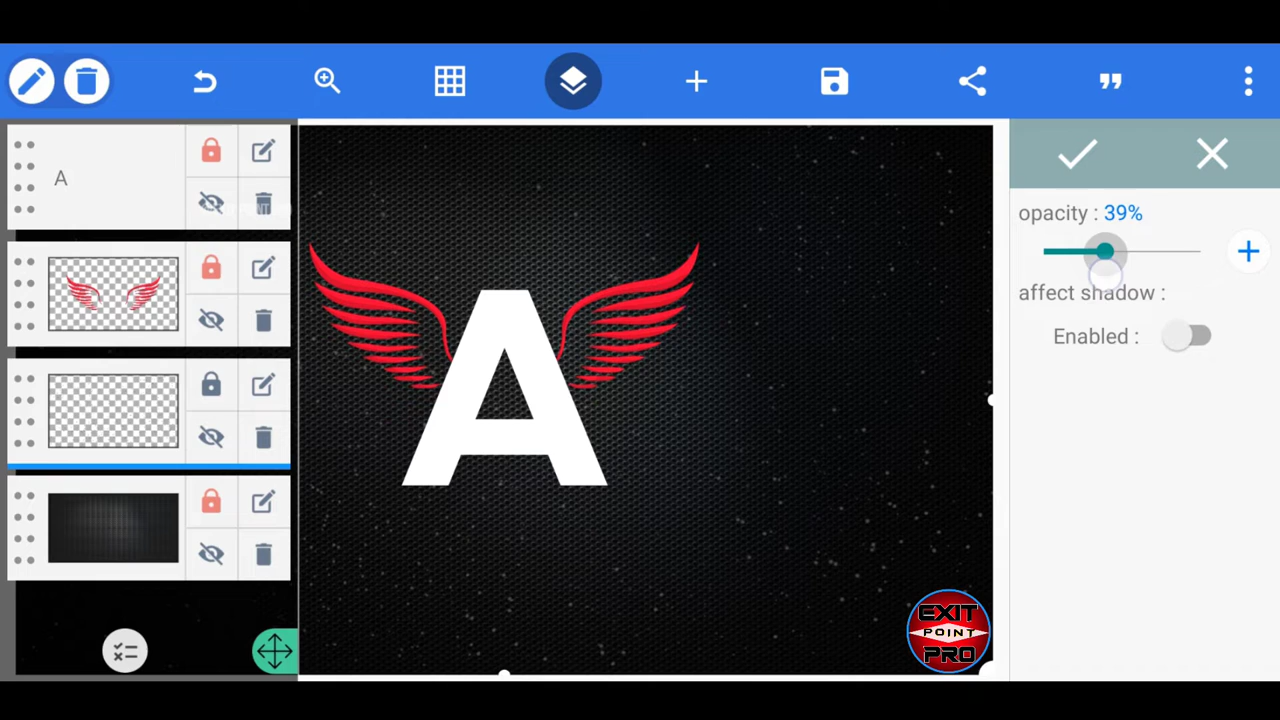 A
opacity : 39%
affect shadow :
Enabled :
A
EXIT
POINT
PRO